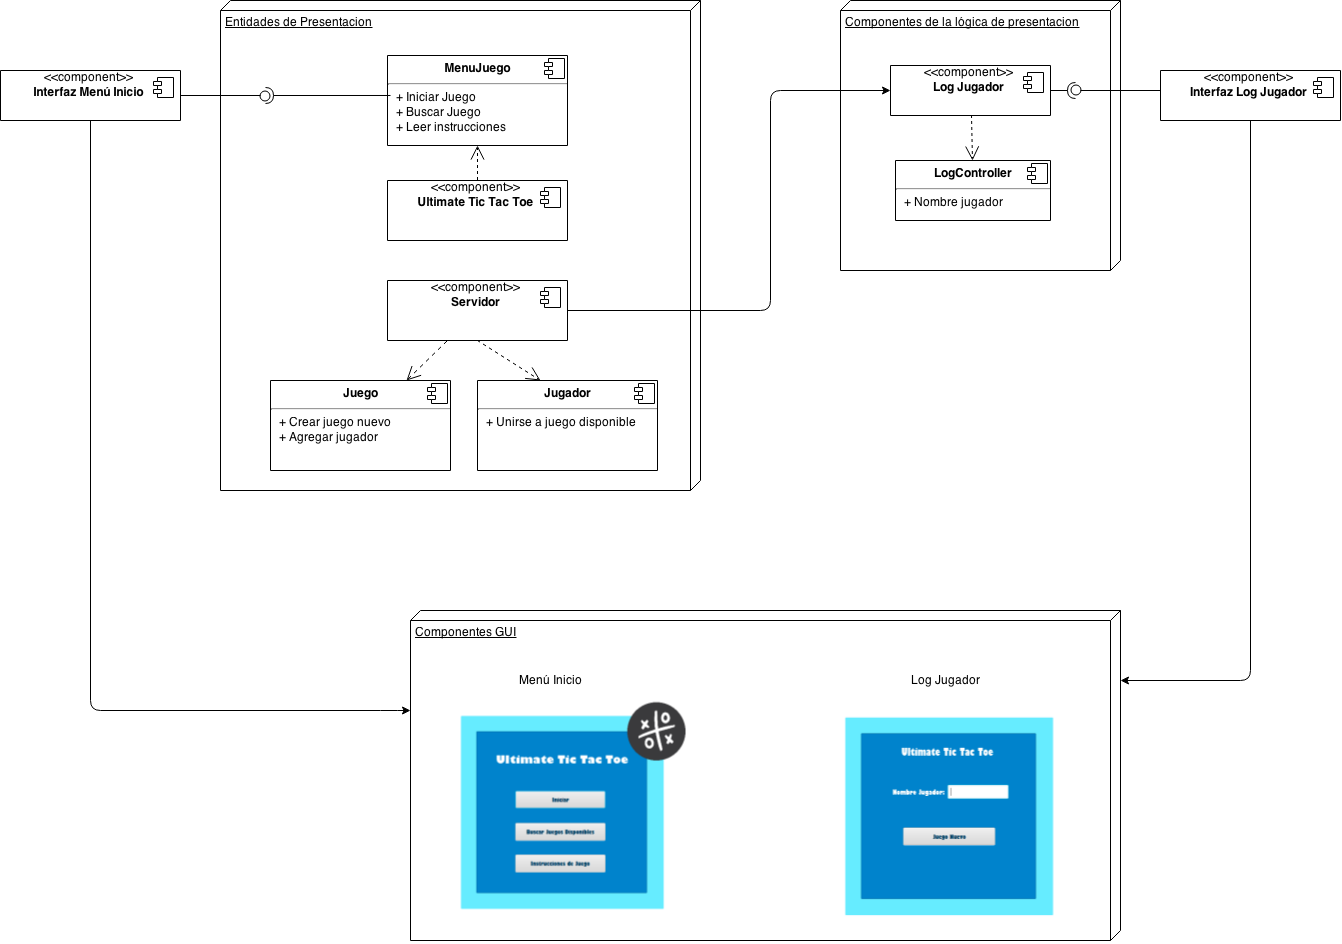 Entidades de Presentacion
Componentes de la lógica de presentacion
<<component>>
Interfaz Menú Inicio
MenuJuego
+ Iniciar Juego
+ Buscar Juego
+ Leer instrucciones
<<component>>
Ultimate Tic Tac Toe
<<component>>
Servidor
Juego
+ Crear juego nuevo
+ Agregar jugador
Jugador
+ Unirse a juego disponible
<<component>>
Log Jugador
LogController
+ Nombre jugador
<<component>>
Interfaz Log Jugador
Componentes GUI
Menú Inicio
Ultimate Tic Tac Toe
Iniciar
Buscar Juegos Disponibles
Instrucciones de Juego
Log Jugador
Ultimate Tic Tac Toe
Nombre Jugador:
Juego Nuevo